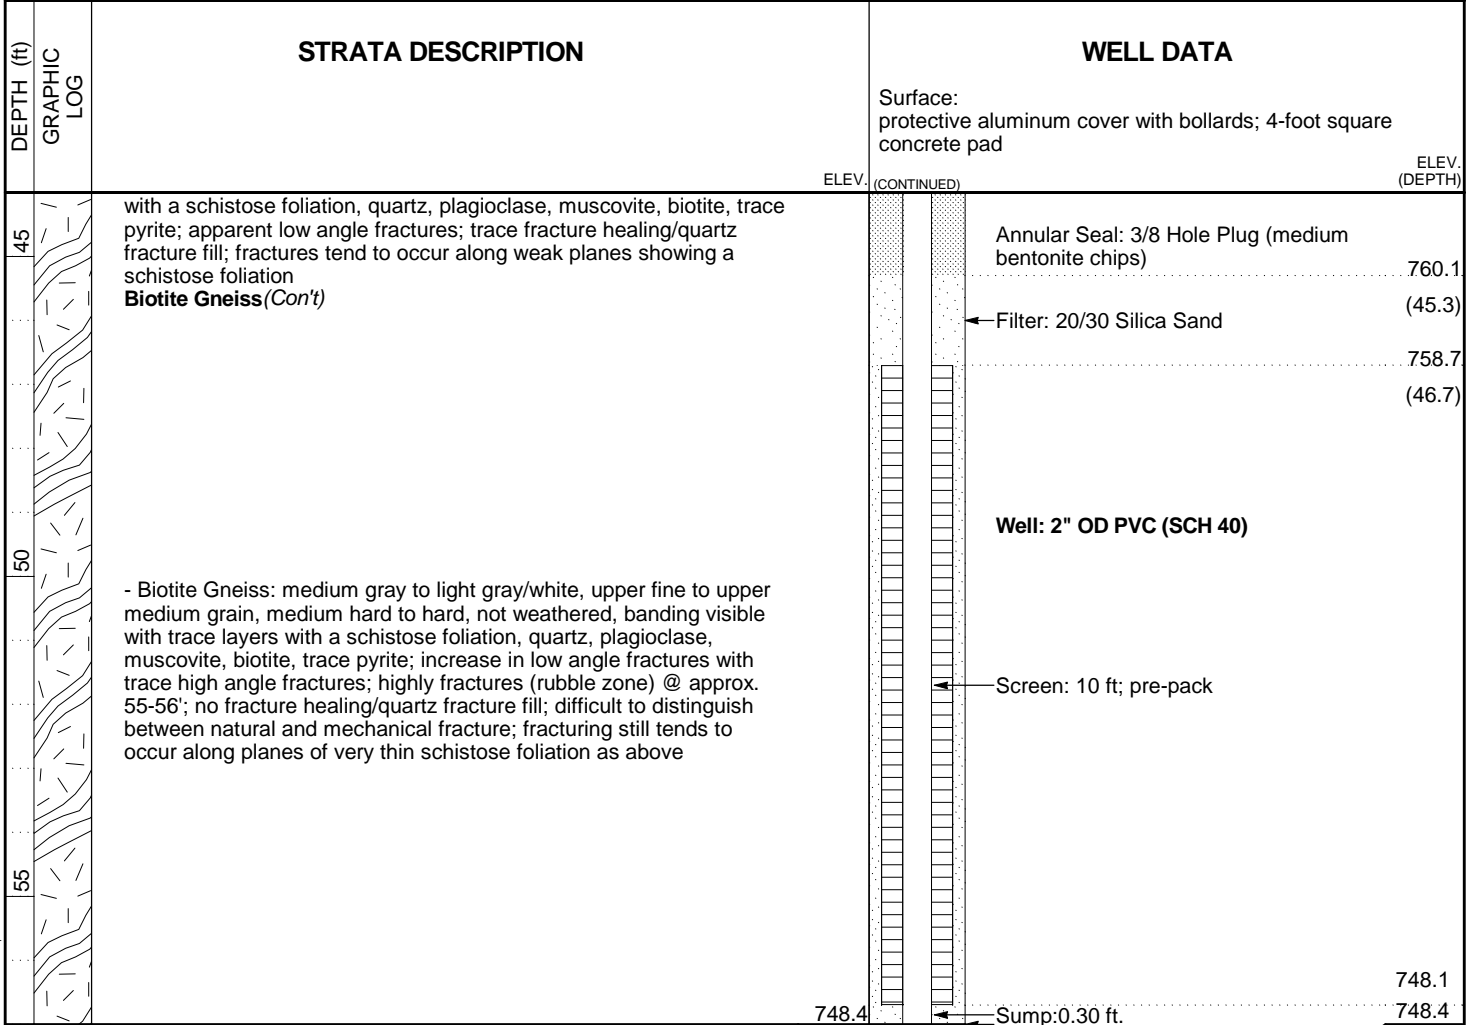 DEPTH (ft)
GRAPHIC
LOG
STRATA DESCRIPTION
ELEV.
WELL DATA
Surface:
protective aluminum cover with bollards; 4-foot square
concrete pad
ELEV.
(DEPTH)
(CONTINUED)
with a schistose foliation, quartz, plagioclase, muscovite, biotite, trace
pyrite; apparent low angle fractures; trace fracture healing/quartz
fracture fill; fractures tend to occur along weak planes showing a
schistose foliation
Biotite Gneiss(Con't)
45
Annular Seal: 3/8 Hole Plug (medium
bentonite chips)
760.1
(45.3)
Filter: 20/30 Silica Sand
758.7
(46.7)
Well: 2" OD PVC (SCH 40)
50
- Biotite Gneiss: medium gray to light gray/white, upper fine to upper
medium grain, medium hard to hard, not weathered, banding visible
with trace layers with a schistose foliation, quartz, plagioclase,
muscovite, biotite, trace pyrite; increase in low angle fractures with
trace high angle fractures; highly fractures (rubble zone) @ approx.
55-56'; no fracture healing/quartz fracture fill; difficult to distinguish
between natural and mechanical fracture; fracturing still tends to
occur along planes of very thin schistose foliation as above
Screen: 10 ft; pre-pack
55
748.1
748.4
Sump:0.30 ft.
748.4